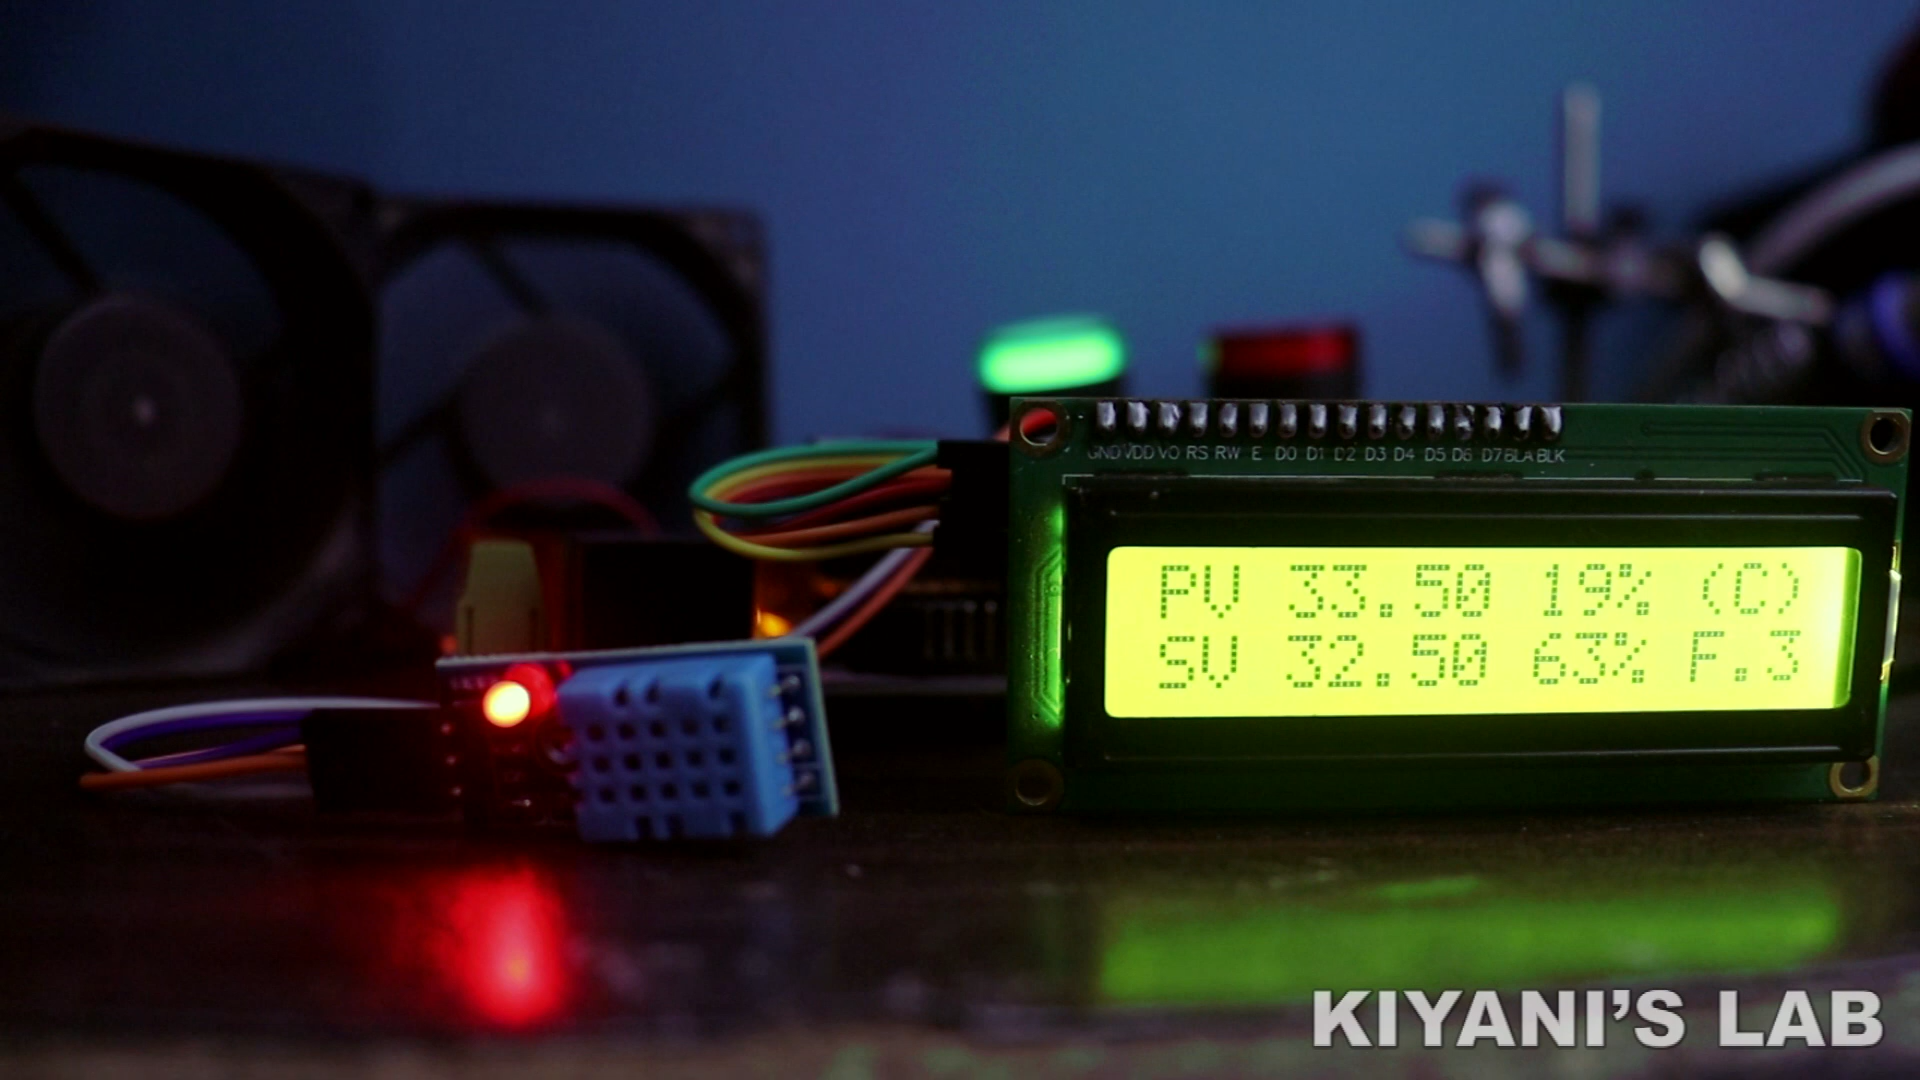 GND VDD VO RS RW E D0 D1 D2 D3 D4 D5 D6 D7 BLA BLK
PV 33.50 19% (C)
SV 32.50 63% F.3
KIYANI'S LAB